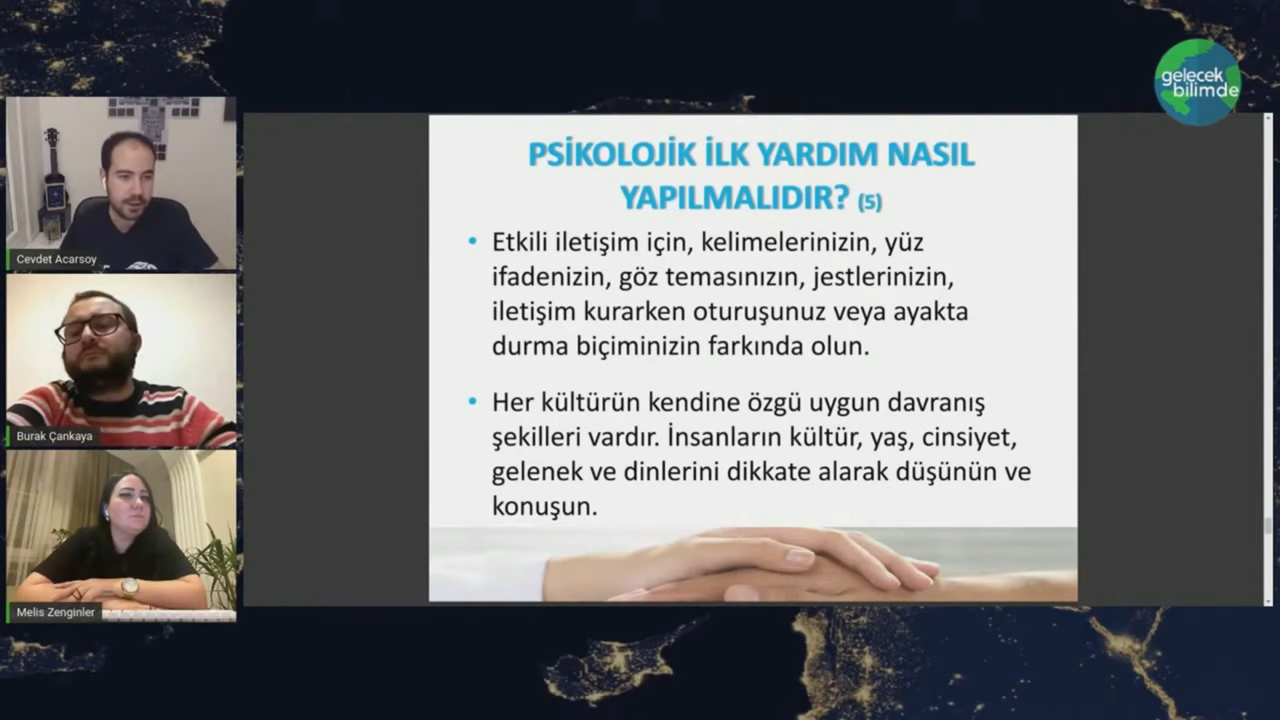 gelecek
bilimde
Cevdet Acarsoy
Burak Çankaya
Melis Zenginler
PSİKOLOJİK İLK YARDIM NASIL
YAPILMALIDIR? (5)
• Etkili iletişim için, kelimelerinizin, yüz
ifadenizin, göz temasınızın, jestlerinizin,
iletişim kurarken oturuşunuz veya ayakta
durma biçiminizin farkında olun.
• Her kültürün kendine özgü uygun davranış
şekilleri vardır. İnsanların kültür, yaş, cinsiyet,
gelenek ve dinlerini dikkate alarak düşünün ve
konuşun.